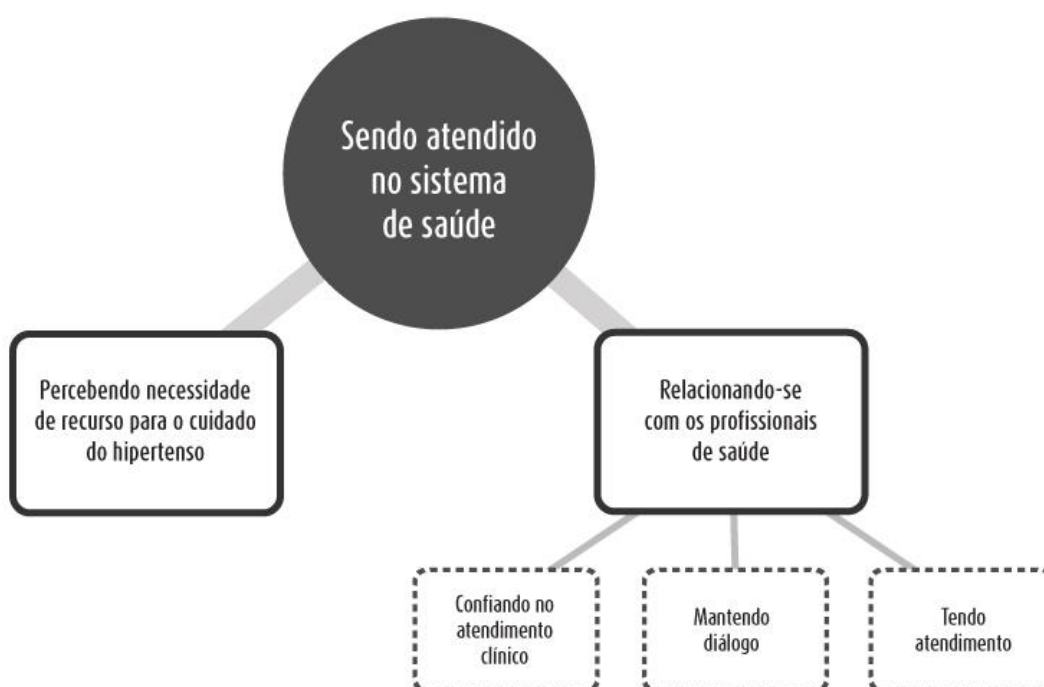 Sendo atendido
no sistema
de saúde
Percebendo necessidade
de recurso para o cuidado
do hipertenso
Relacionando-se
com os profissionais
de saúde
Confiando no
atendimento
clínico
Mantendo
diálogo
Tendo
atendimento